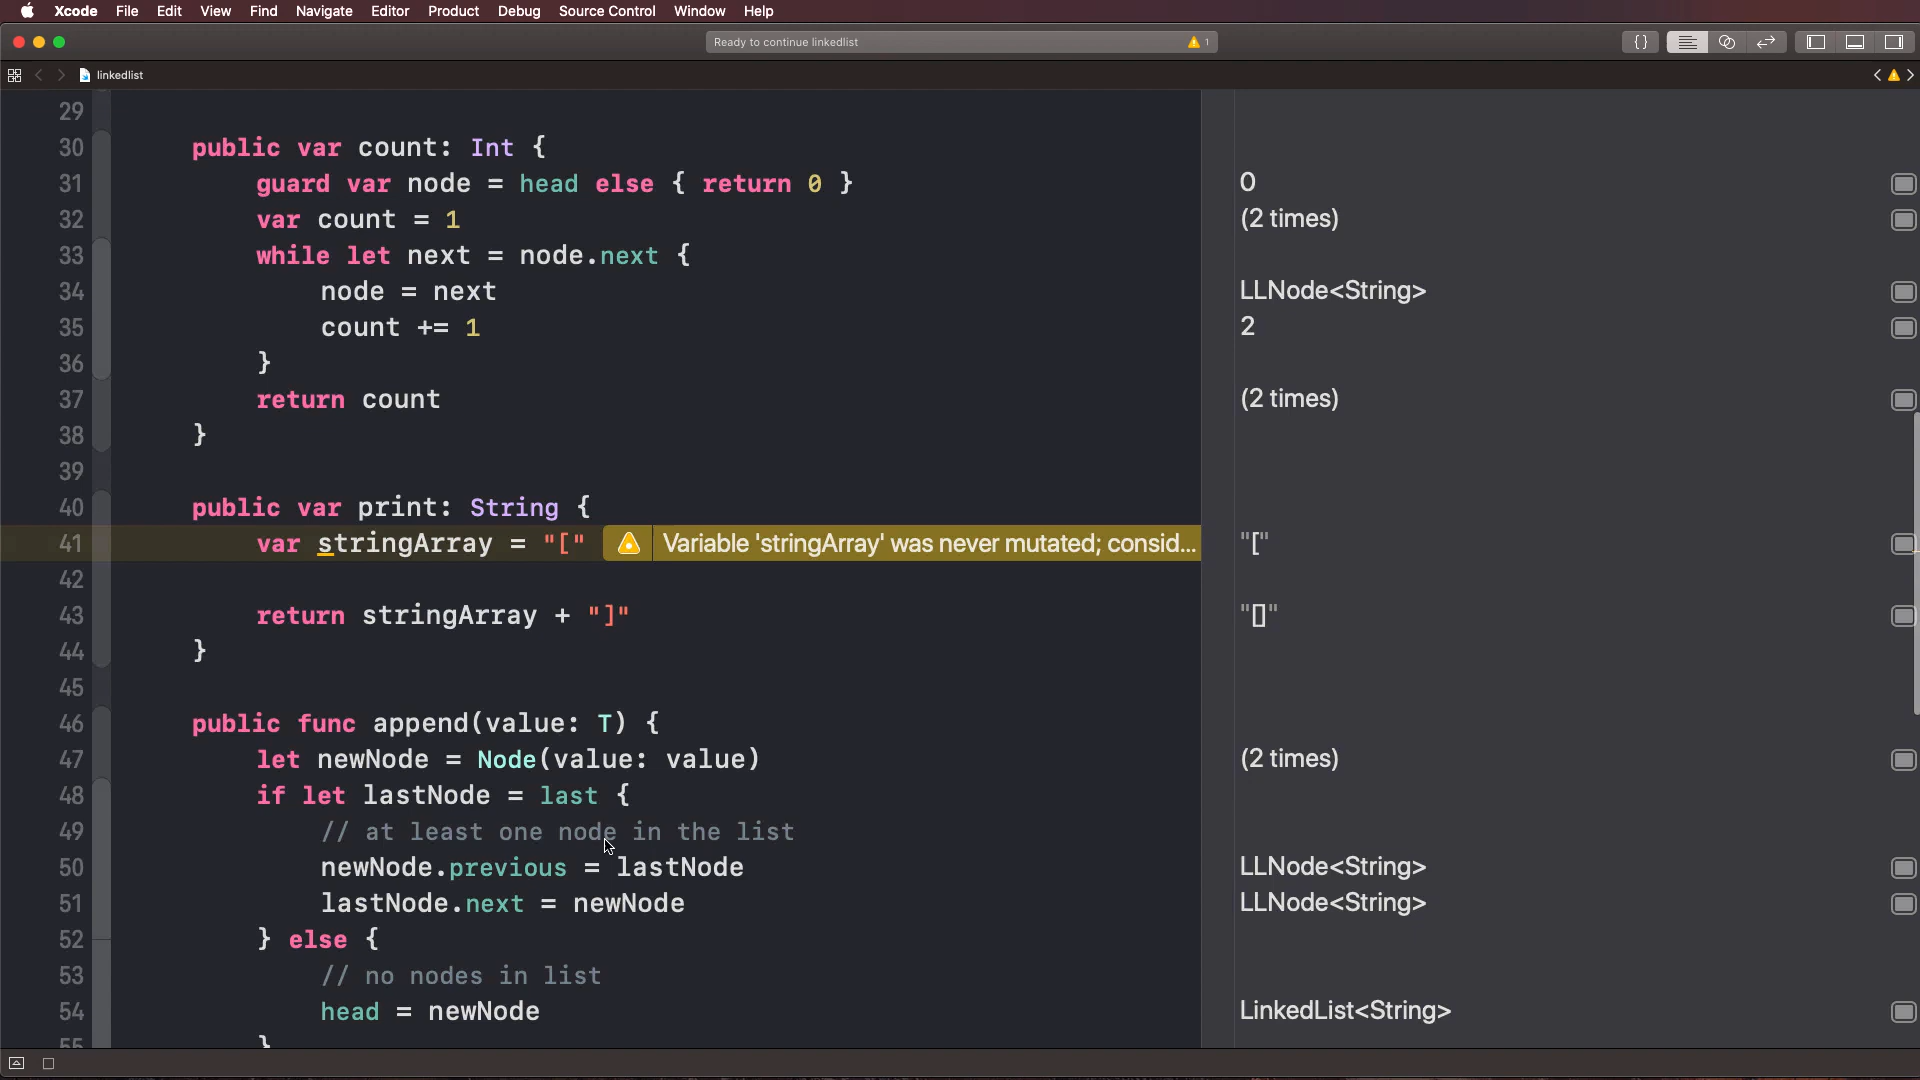 Xcode File Edit View Find Navigate Editor Product Debug Source Control Window Help
Ready to continue linkedlist 1
{}
linkedlist
29
30 public var count: Int {
31 guard var node = head else { return 0 } 0
32 var count = 1 (2 times)
33 while let next = node.next {
34 node = next LLNode<String>
35 count += 1 2
36 }
37 return count (2 times)
38 }
39
40 public var print: String {
41 var stringArray = "[" Variable 'stringArray' was never mutated; consid... "["
42
43 return stringArray + "]" "[]"
44 }
45
46 public func append(value: T) {
47 let newNode = Node(value: value) (2 times)
48 if let lastNode = last {
49 // at least one node in the list
50 newNode.previous = lastNode LLNode<String>
51 lastNode.next = newNode LLNode<String>
52 } else {
53 // no nodes in list
54 head = newNode LinkedList<String>
55 }